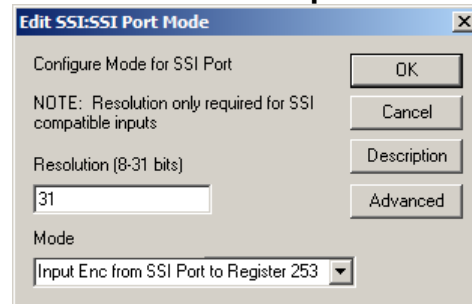 Edit SSI:SSI Port Mode
Configure Mode for SSI Port
OK
NOTE: Resolution only required for SSI
compatible inputs
Cancel
Resolution (8-31 bits)
Description
31
Advanced
Mode
Input Enc from SSI Port to Register 253